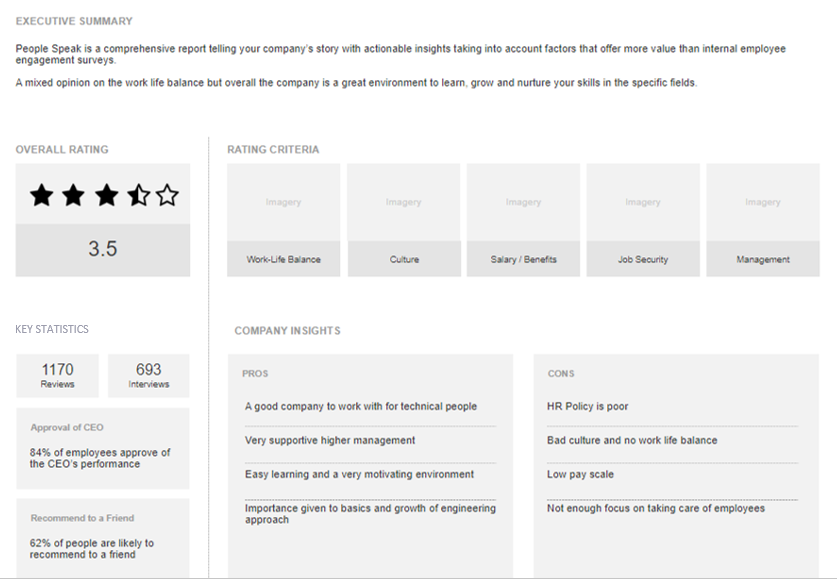 EXECUTIVE SUMMARY
People Speak is a comprehensive report telling your company's story with actionable insights taking into account factors that offer more value than internal employee
engagement surveys.
A mixed opinion on the work life balance but overall the company is a great environment to learn, grow and nurture your skills in the specific fields.
OVERALL RATING
3.5
RATING CRITERIA
Imagery
Work-Life Balance
Imagery
Culture
Imagery
Salary / Benefits
Imagery
Job Security
Imagery
Management
KEY STATISTICS
1170
Reviews
693
Interviews
Approval of CEO
84% of employees approve of
the CEO's performance
Recommend to a Friend
62% of people are likely to
recommend to a friend
COMPANY INSIGHTS
PROS
A good company to work with for technical people
Very supportive higher management
Easy learning and a very motivating environment
Importance given to basics and growth of engineering
approach
CONS
HR Policy is poor
Bad culture and no work life balance
Low pay scale
Not enough focus on taking care of employees